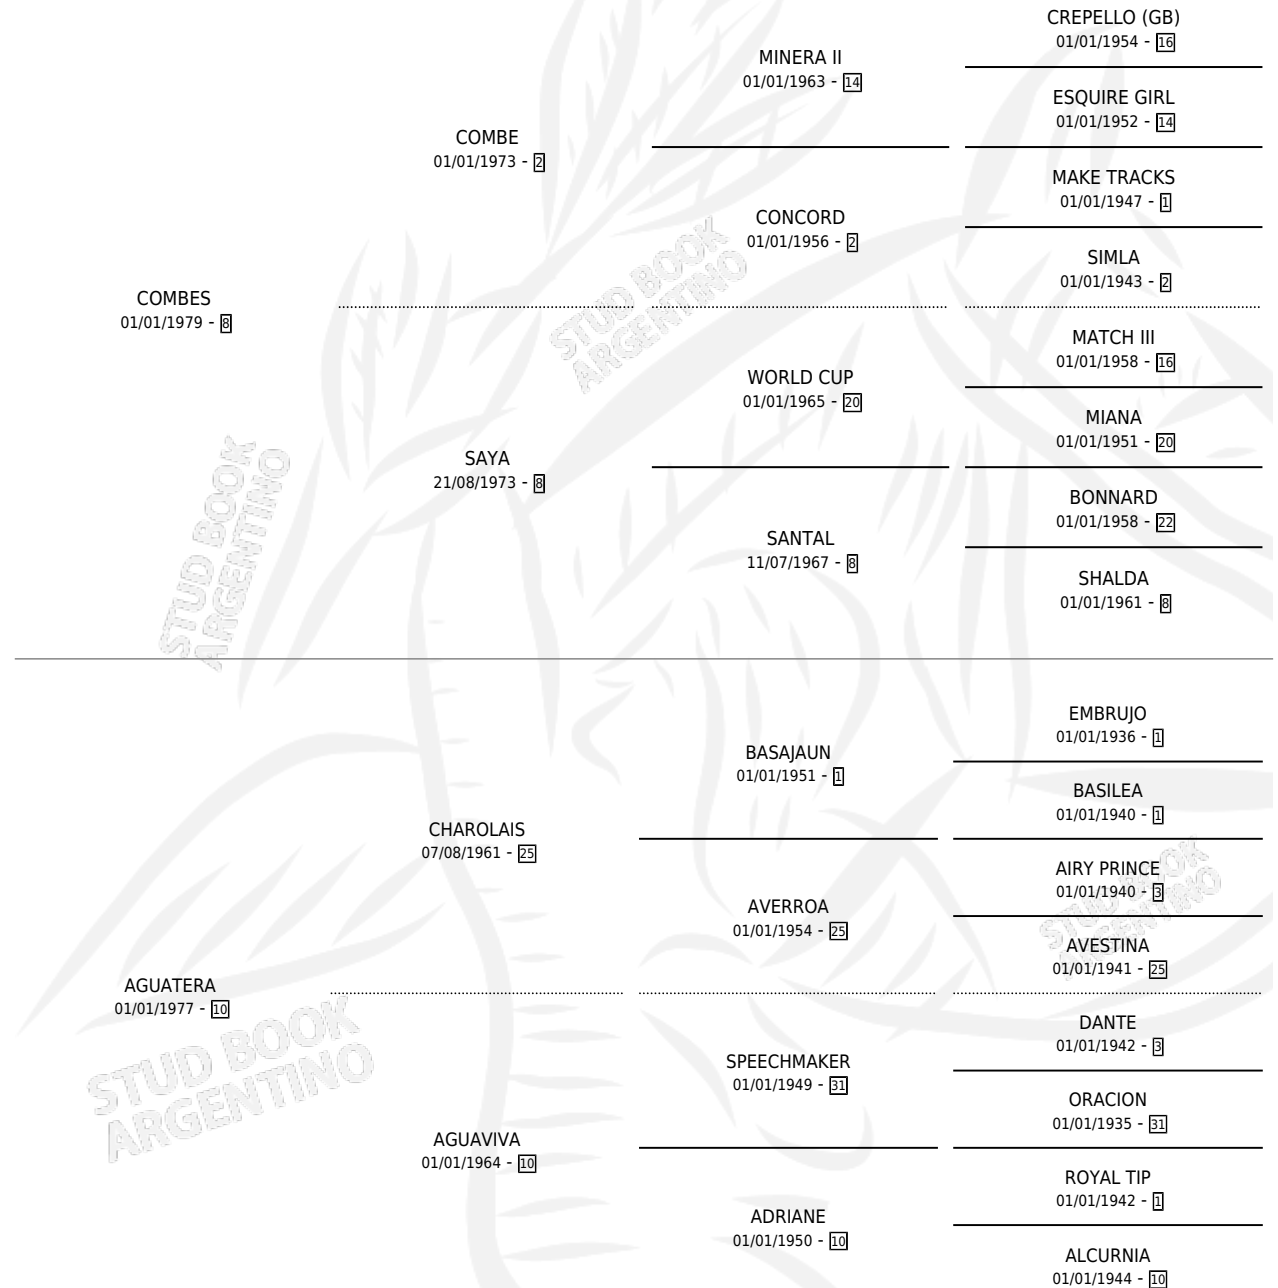 CREPELLO (GB)
01/01/1954 - 16
MINERA II
01/01/1963 - 14
ESQUIRE GIRL
01/01/1952 - 14
COMBE
01/01/1973 - 2
MAKE TRACKS
01/01/1947 - 1
CONCORD
01/01/1956 - 2
SIMLA
01/01/1943 - 2
COMBES
01/01/1979 - 8
STUD BOOK
ARGENTINO
MATCH III
01/01/1958 - 16
WORLD CUP
01/01/1965 - 20
MIANA
01/01/1951 - 20
SAYA
21/08/1973 - 8
BONNARD
01/01/1958 - 22
SANTAL
11/07/1967 - 8
SHALDA
01/01/1961 - 8
STUD BOOK
ARGENTINO
EMBRUJO
01/01/1936 - 1
BASAJAUN
01/01/1951 - 1
BASILEA
01/01/1940 - 1
CHAROLAIS
07/08/1961 - 25
AIRY PRINCE
01/01/1940 - 3
AVERROA
01/01/1954 - 25
STUD BOOK
ARGENTINO
AVESTINA
01/01/1941 - 25
AGUATERA
01/01/1977 - 10
DANTE
01/01/1942 - 3
SPEECHMAKER
01/01/1949 - 31
STUD BOOK
ARGENTINO
ORACION
01/01/1935 - 31
AGUAVIVA
01/01/1964 - 10
ROYAL TIP
01/01/1942 - 1
ADRIANE
01/01/1950 - 10
ALCURNIA
01/01/1944 - 10